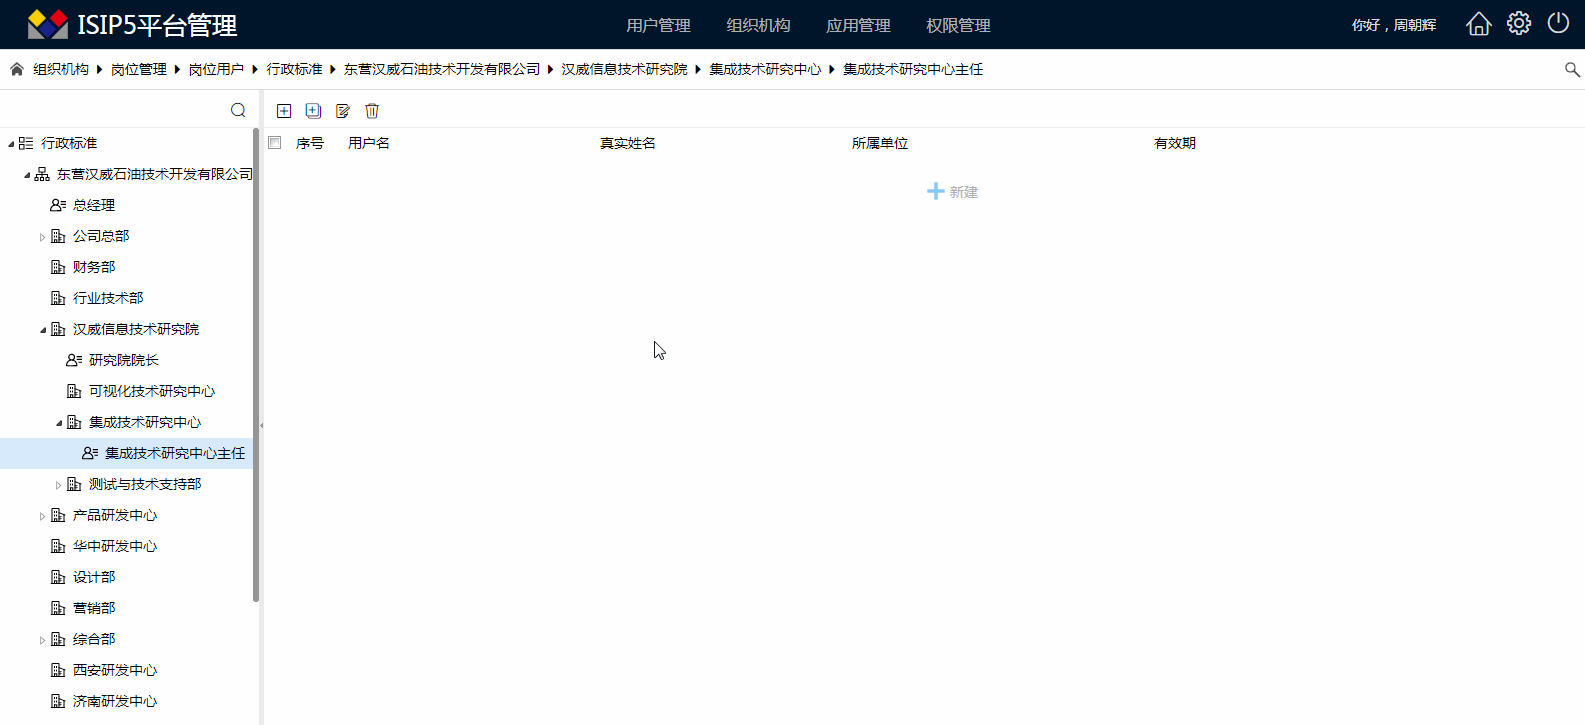 ISIP5平台管理 用户管理 组织机构 应用管理 权限管理 你好，周朝辉
组织机构 岗位管理 岗位用户 行政标准 东营汉威石油技术开发有限公司 汉威信息技术研究院 集成技术研究中心 集成技术研究中心主任
序号 用户名 真实姓名 所属单位 有效期
新建
行政标准
东营汉威石油技术开发有限公司
总经理
公司总部
财务部
行业技术部
汉威信息技术研究院
研究院院长
可视化技术研究中心
集成技术研究中心
集成技术研究中心主任
测试与技术支持部
产品研发中心
华中研发中心
设计部
营销部
综合部
西安研发中心
济南研发中心